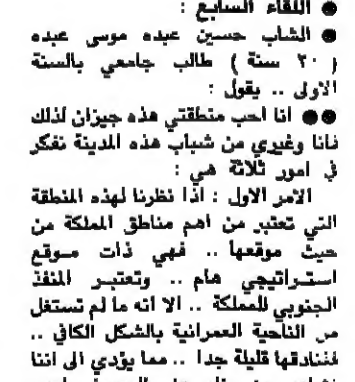 ● اللقاء السابع :
● الشاب حسين عبده موسى عبده
( ٢٠ سنة ) طالب جامعي بالسنة
الاولى .. يقول :
●● انا احب منطقتي هذه جيزان لذلك
فانا وغيري من شباب هذه المدينة نفكر
في امور ثلاثة هي :
الامر الاول : اذا نظرنا لهذه المنطقة
التي تعتبر من اهم مناطق المملكة من
حيث موقعها .. فهي ذات موقع
استراتيجي هام .. وتعتبر المنفذ
الجنوبي للمملكة .. الا انه ما لم تستغل
من الناحية العمرانية بالشكل الكافي ..
ففنادقها قليلة جدا .. مما يؤدي الى اننا